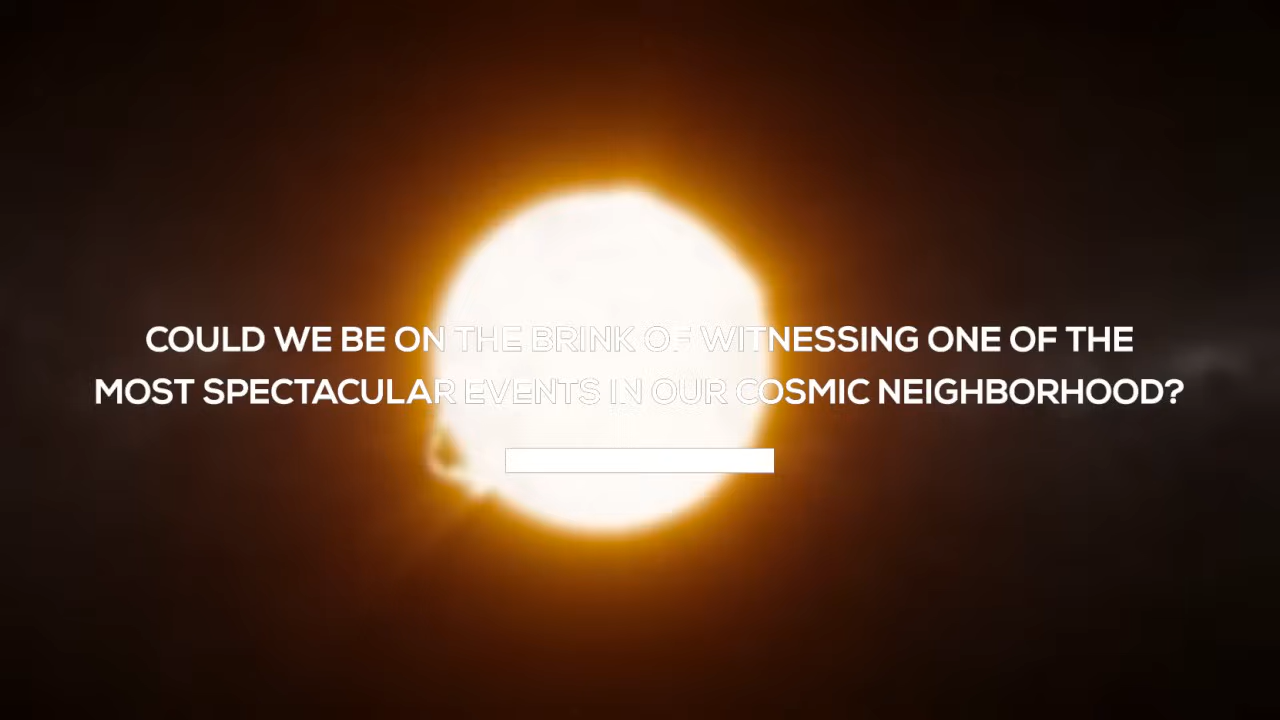 COULD WE BE ON THE BRINK OF WITNESSING ONE OF THE
MOST SPECTACULAR EVENTS IN OUR COSMIC NEIGHBORHOOD?